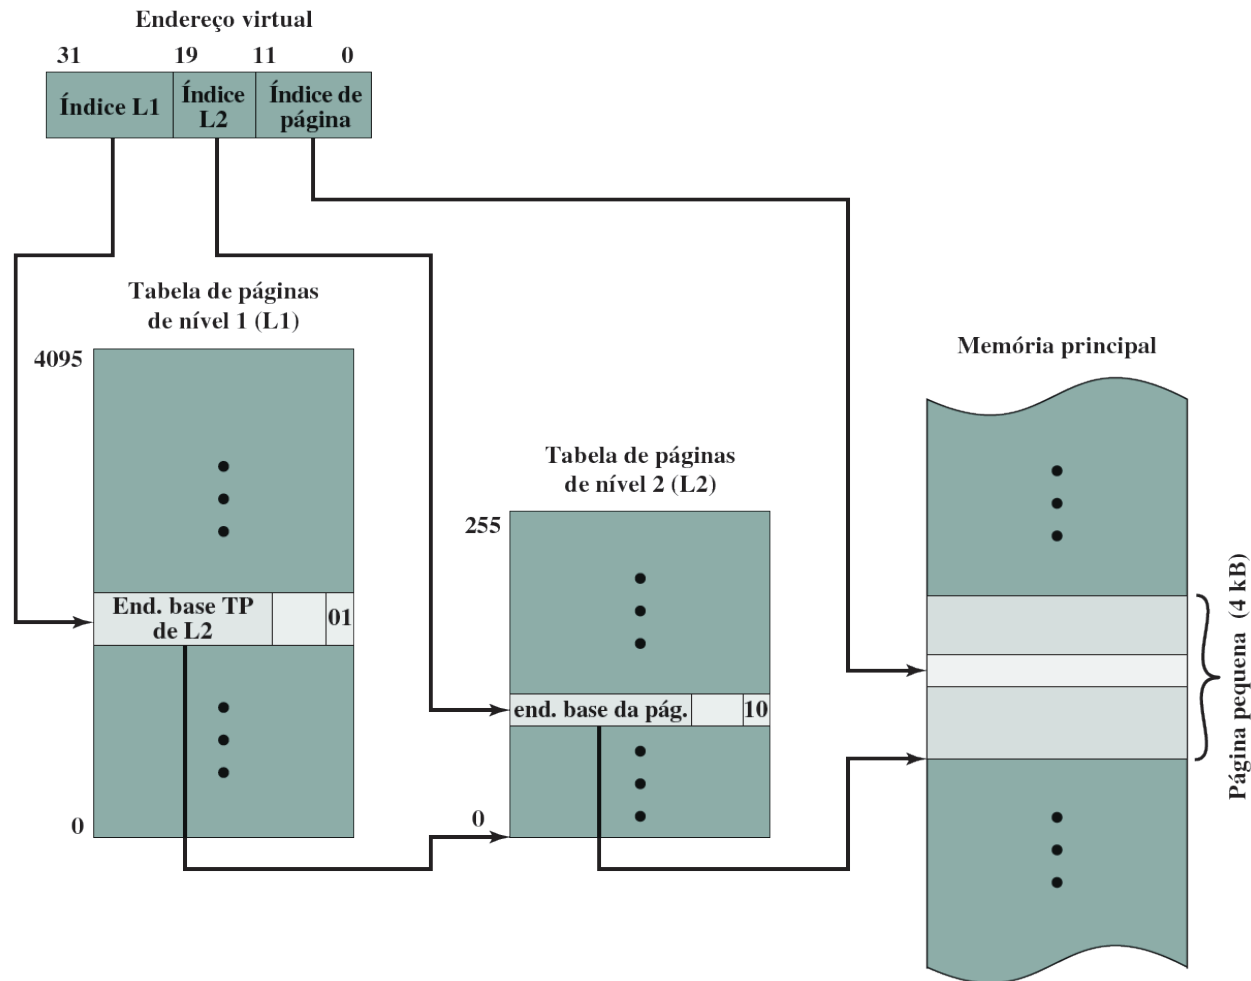 Endereço virtual
31 19 11 0
Índice L1
Índice
L2
Índice de
página
Tabela de páginas
de nível 1 (L1)
4095
End. base TP
de L2
01
0
Tabela de páginas
de nível 2 (L2)
255
end. base da pág.
10
0
Memória principal
Página pequena (4 kB)